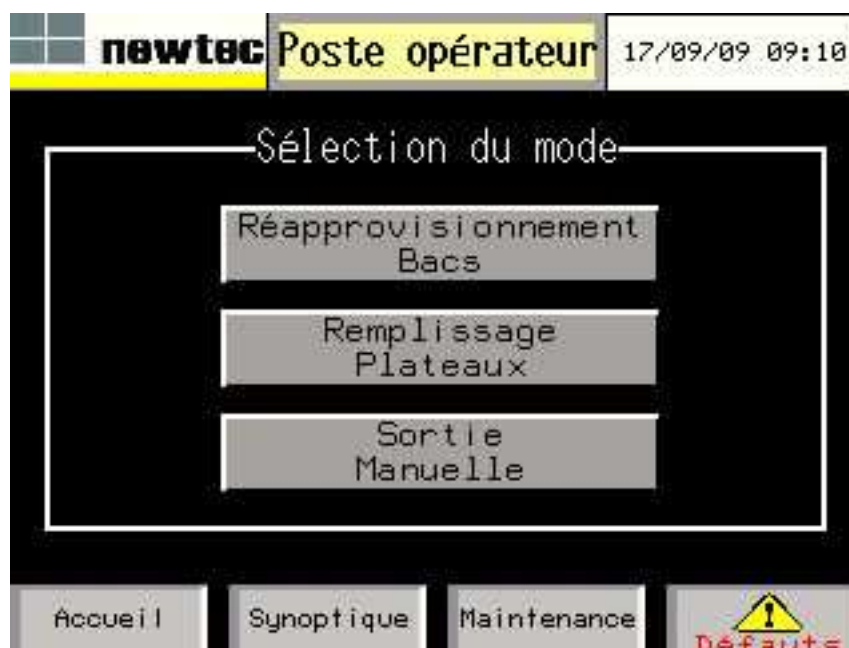 newtec
Poste opérateur
17/09/09 09:10
Sélection du mode
Réapprovisionnement
Bacs
Remplissage
Plateaux
Sortie
Manuelle
Accueil
Synoptique
Maintenance
Défauts